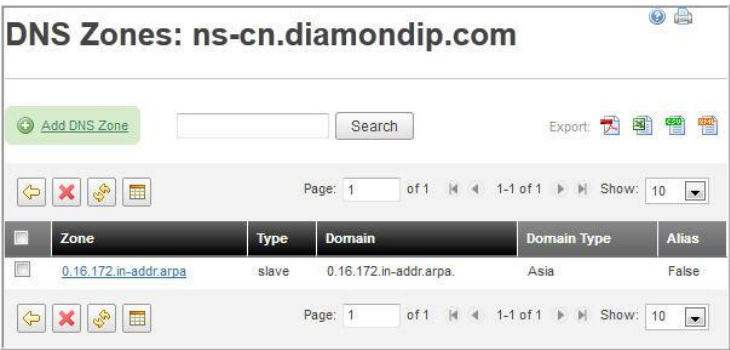 DNS Zones: ns-cn.diamondip.com
Add DNS Zone Search Export:
Page: 1 of 1 1-1 of 1 Show: 10
Zone Type Domain Domain Type Alias
0.16.172.in-addr.arpa slave 0.16.172.in-addr.arpa. Asia False
Page: 1 of 1 1-1 of 1 Show: 10